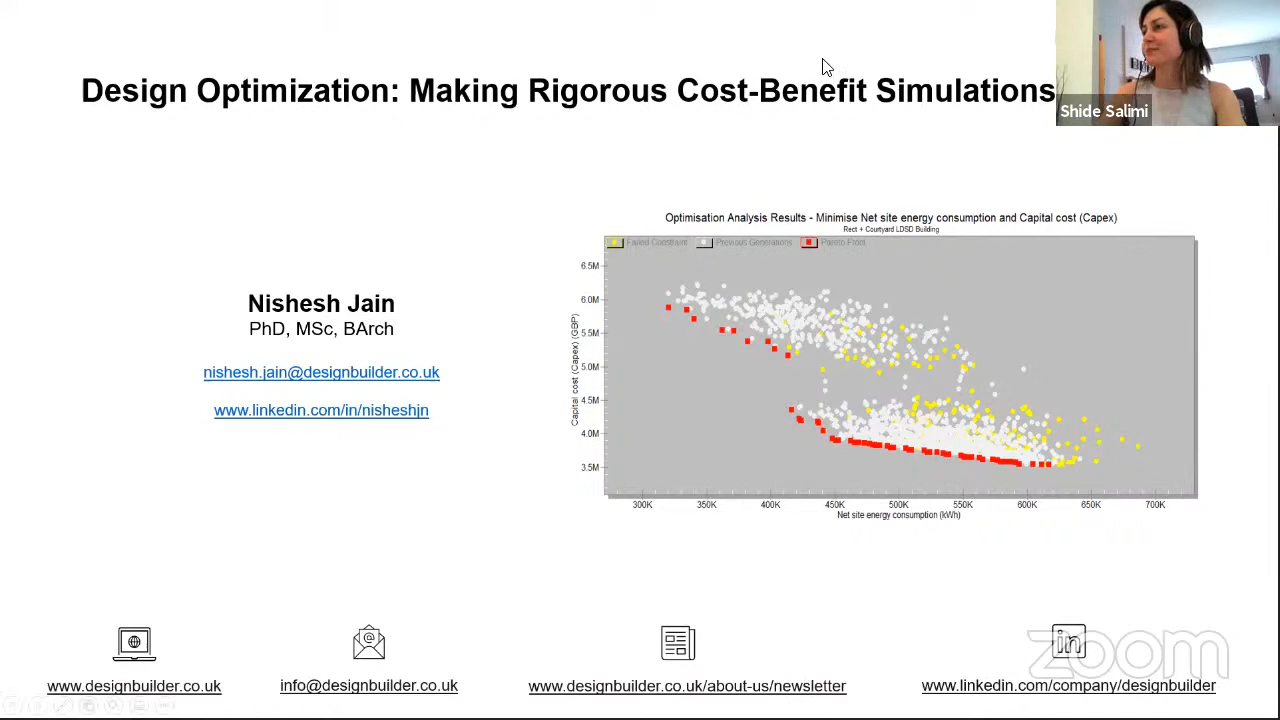 Design Optimization: Making Rigorous Cost-Benefit Simulations
Shide Salimi
Optimisation Analysis Results - Minimise Net site energy consumption and Capital cost (Capex)
Rect + Courtyard LDSD Building
Failed Constraint
Previous Generations
Pareto Front
Capital cost (Capex) (GBP)
6.5M
6.0M
5.5M
5.0M
4.5M
4.0M
3.5M
300K
350K
400K
450K
500K
550K
600K
650K
700K
Net site energy consumption (kWh)
Nishesh Jain
PhD, MSc, BArch
nishesh.jain@designbuilder.co.uk
www.linkedin.com/in/nisheshjn
in
zoom
www.designbuilder.co.uk
info@designbuilder.co.uk
www.designbuilder.co.uk/about-us/newsletter
www.linkedin.com/company/designbuilder